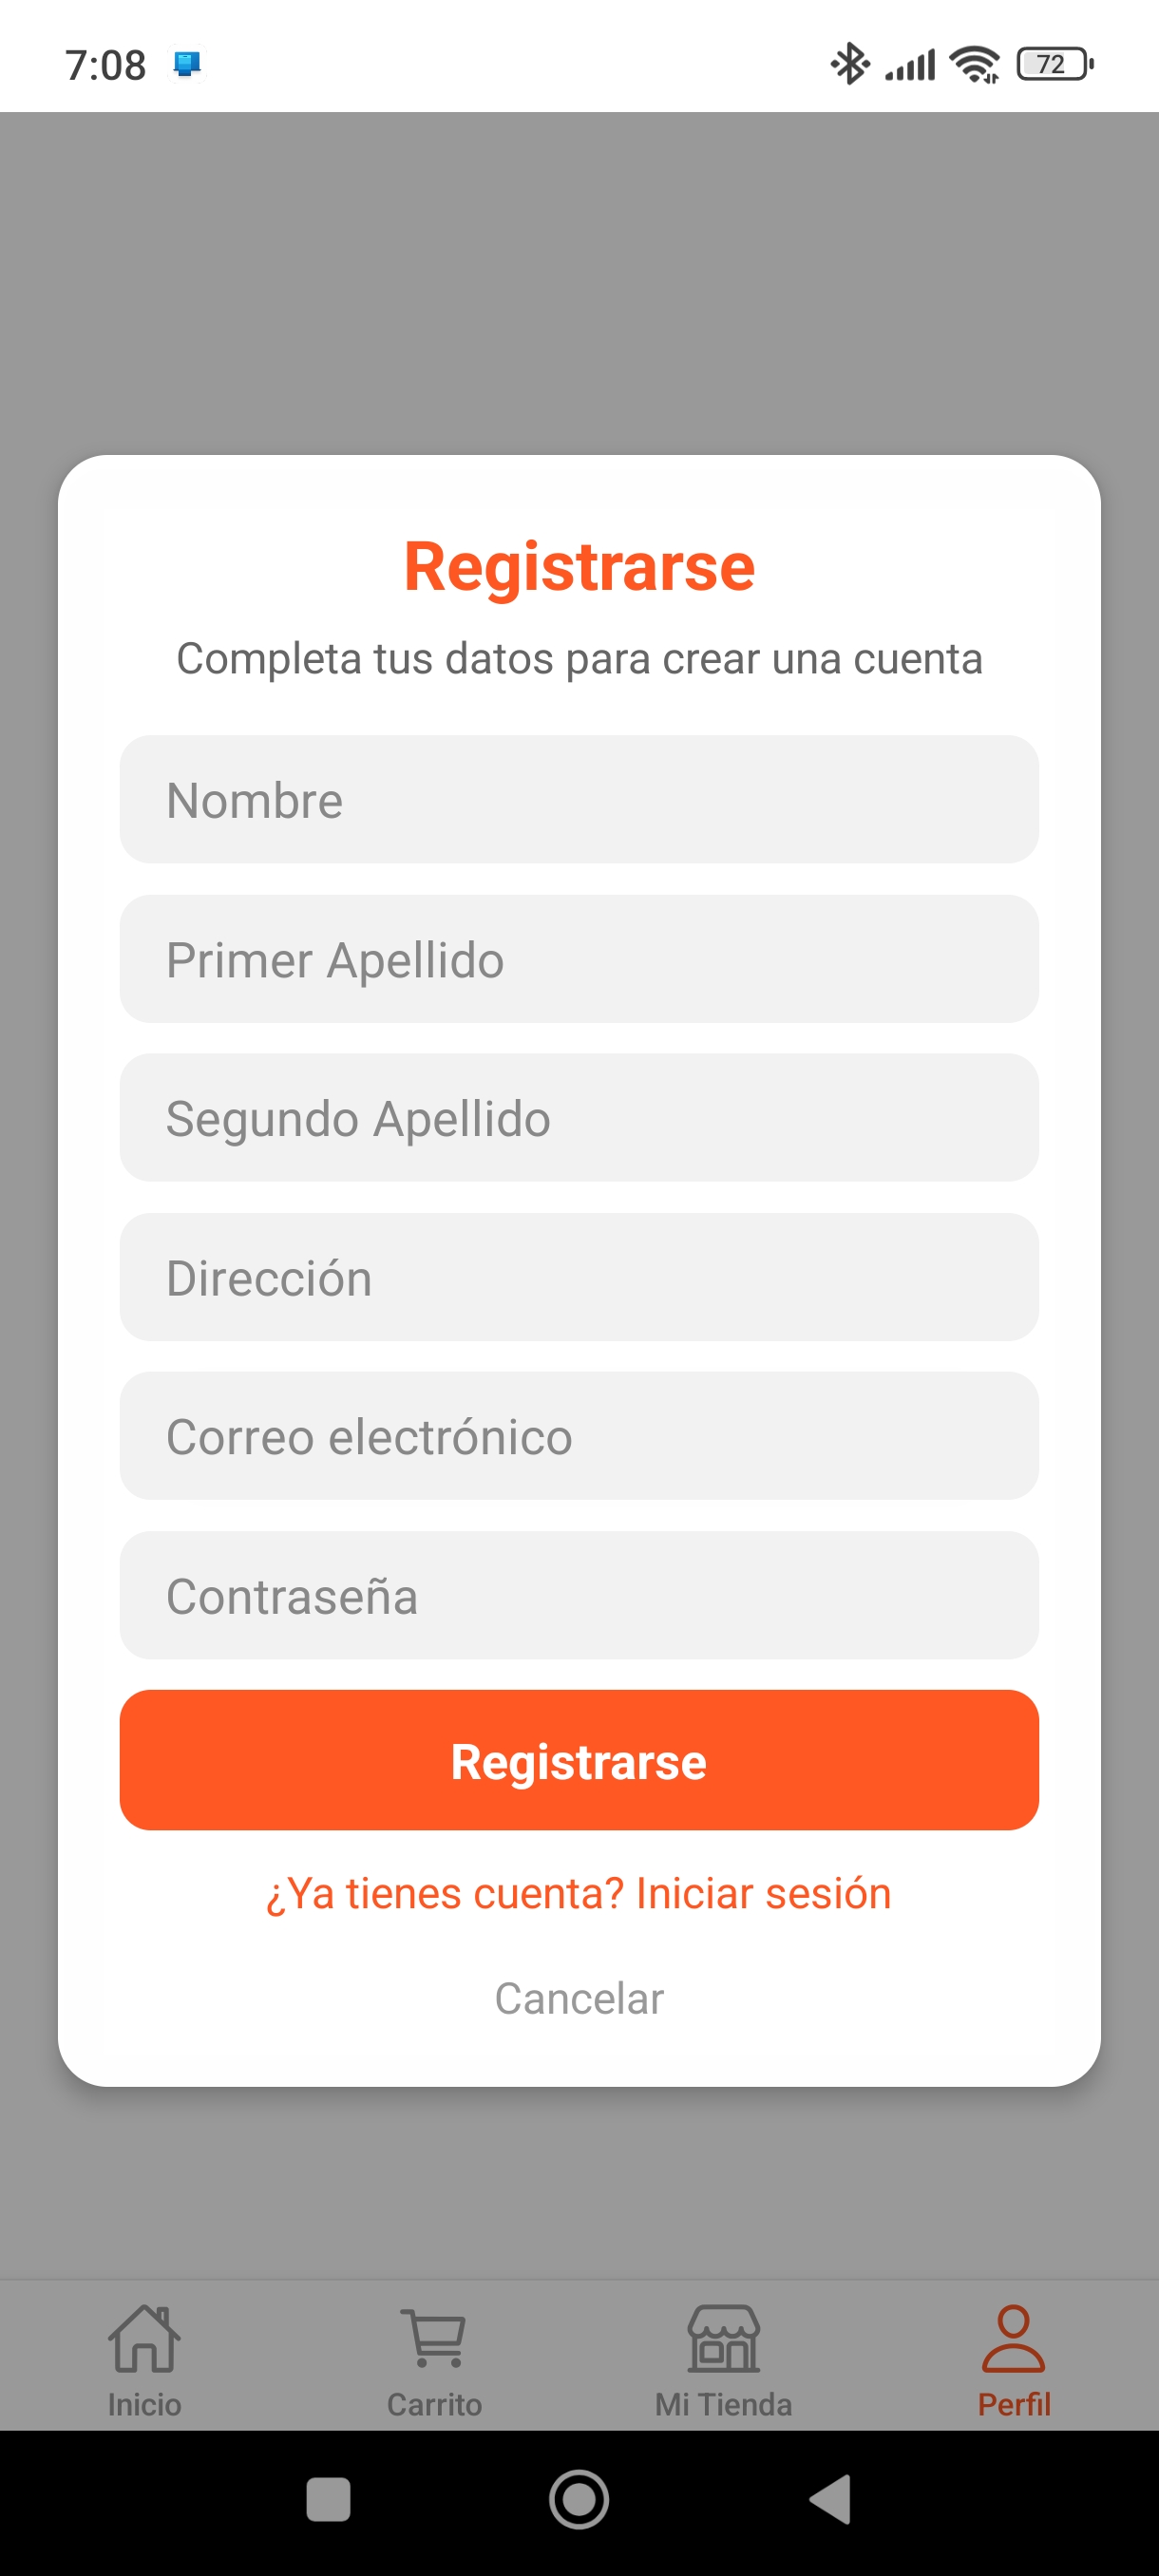 7:08
72
Registrarse
Completa tus datos para crear una cuenta
Nombre
Primer Apellido
Segundo Apellido
Dirección
Correo electrónico
Contraseña
Registrarse
¿Ya tienes cuenta? Iniciar sesión
Cancelar
Inicio Carrito Mi Tienda Perfil